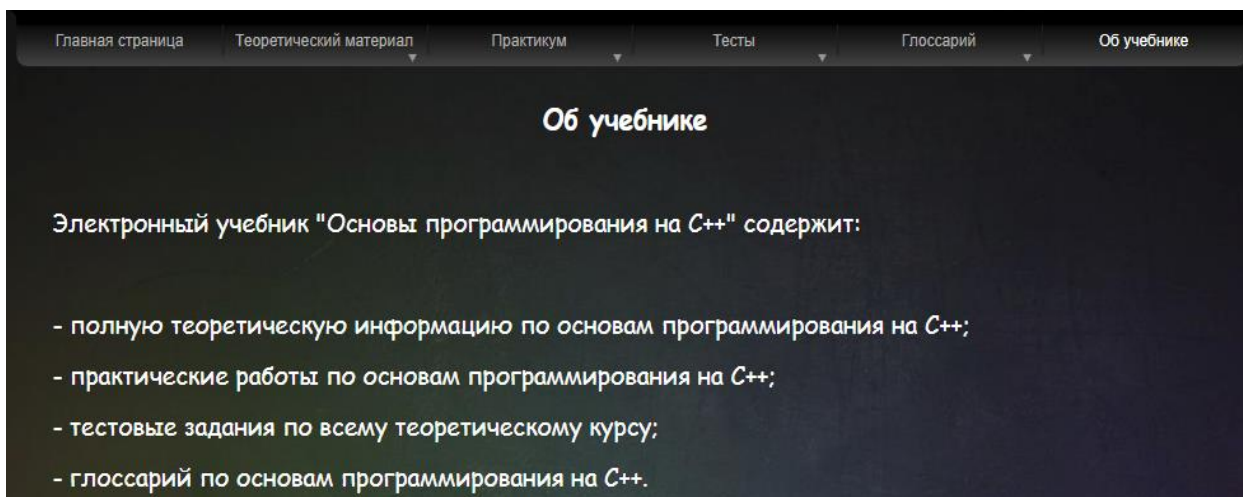 Главная страница Теоретический материал Практикум Тесты Глоссарий Об учебнике
Об учебнике
Электронный учебник "Основы программирования на С++" содержит:
- полную теоретическую информацию по основам программирования на С++;
- практические работы по основам программирования на С++;
- тестовые задания по всему теоретическому курсу;
- глоссарий по основам программирования на С++.